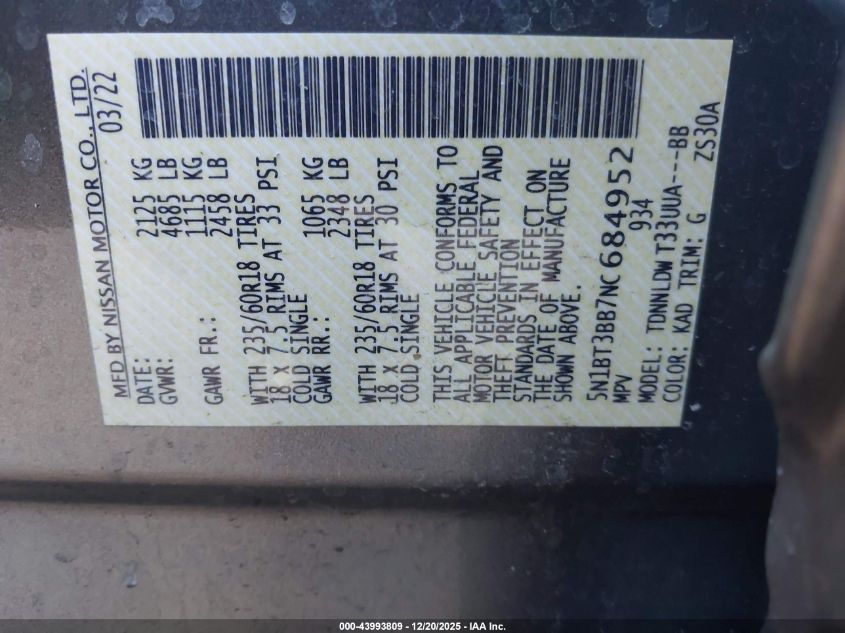 MFD BY NISSAN MOTOR CO., LTD.
DATE: 03/22
GVWR: 2125 KG
4685 LB
GAWR FR.: 1115 KG
2458 LB
WITH 235/60R18 TIRES
18 X 7.5 RIMS AT 33 PSI
COLD SINGLE
GAWR RR.: 1065 KG
2348 LB
WITH 235/60R18 TIRES
18 X 7.5 RIMS AT 30 PSI
COLD SINGLE
THIS VEHICLE CONFORMS TO
ALL APPLICABLE FEDERAL
MOTOR VEHICLE SAFETY AND
THEFT PREVENTION
STANDARDS IN EFFECT ON
THE DATE OF MANUFACTURE
SHOWN ABOVE.
5N1BT3BB7NC684952
MPV 934
MODEL: TDNNLDWT33UUA---BB
COLOR: KAD TRIM: G ZS30A
000-43993809 - 12/20/2025 - IAA Inc.